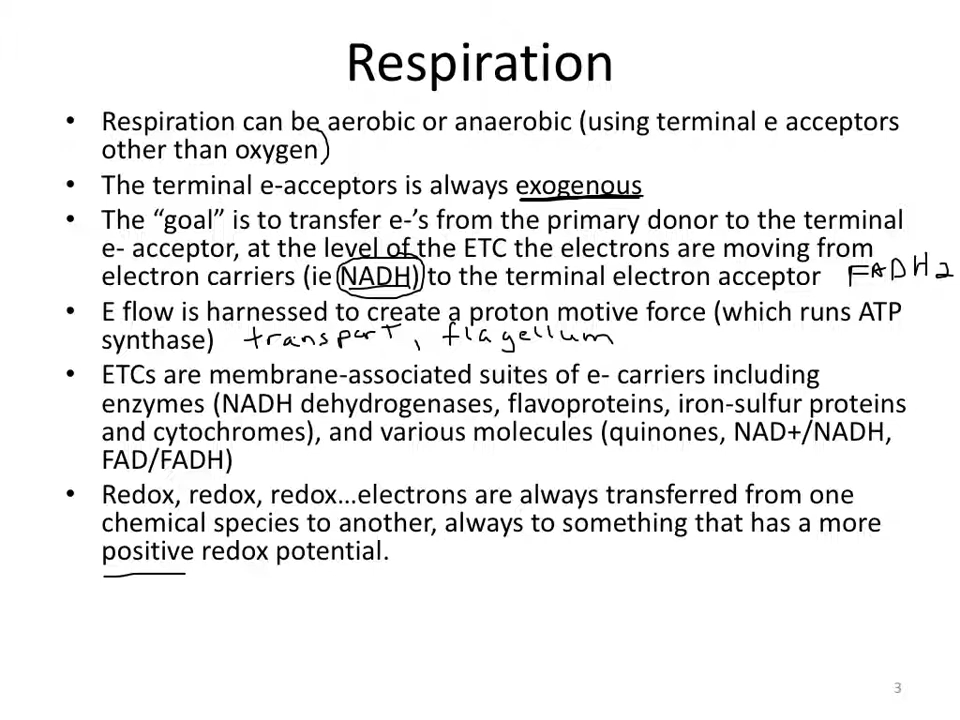 Respiration
• Respiration can be aerobic or anaerobic (using terminal e acceptors
other than oxygen)
• The terminal e-acceptors is always exogenous
• The “goal” is to transfer e-’s from the primary donor to the terminal
e- acceptor, at the level of the ETC the electrons are moving from
electron carriers (ie NADH) to the terminal electron acceptor FADH2
• E flow is harnessed to create a proton motive force (which runs ATP
synthase) transport, flagellum
• ETCs are membrane-associated suites of e- carriers including
enzymes (NADH dehydrogenases, flavoproteins, iron-sulfur proteins
and cytochromes), and various molecules (quinones, NAD+/NADH,
FAD/FADH)
• Redox, redox, redox…electrons are always transferred from one
chemical species to another, always to something that has a more
positive redox potential.
3